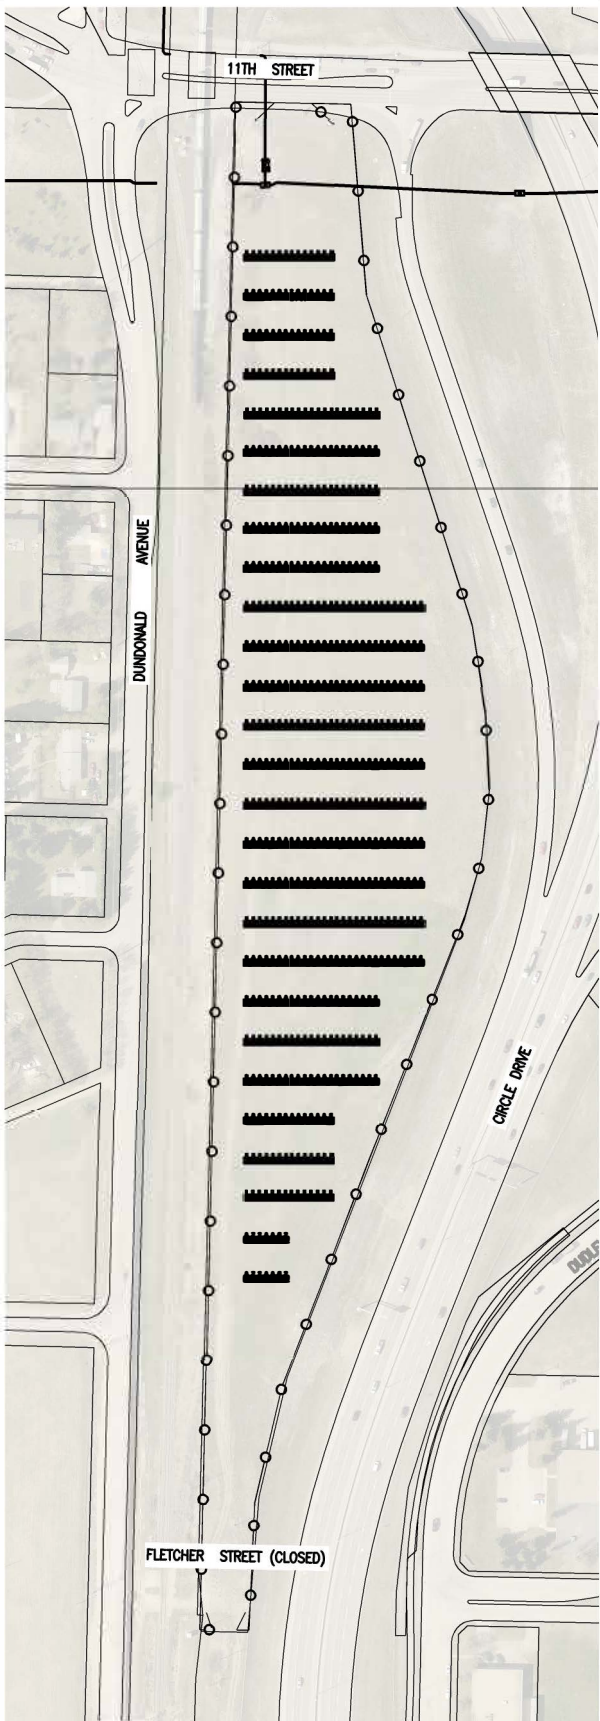 11TH STREET
DUNDONALD AVENUE
CIRCLE DRIVE
FLETCHER STREET (CLOSED)